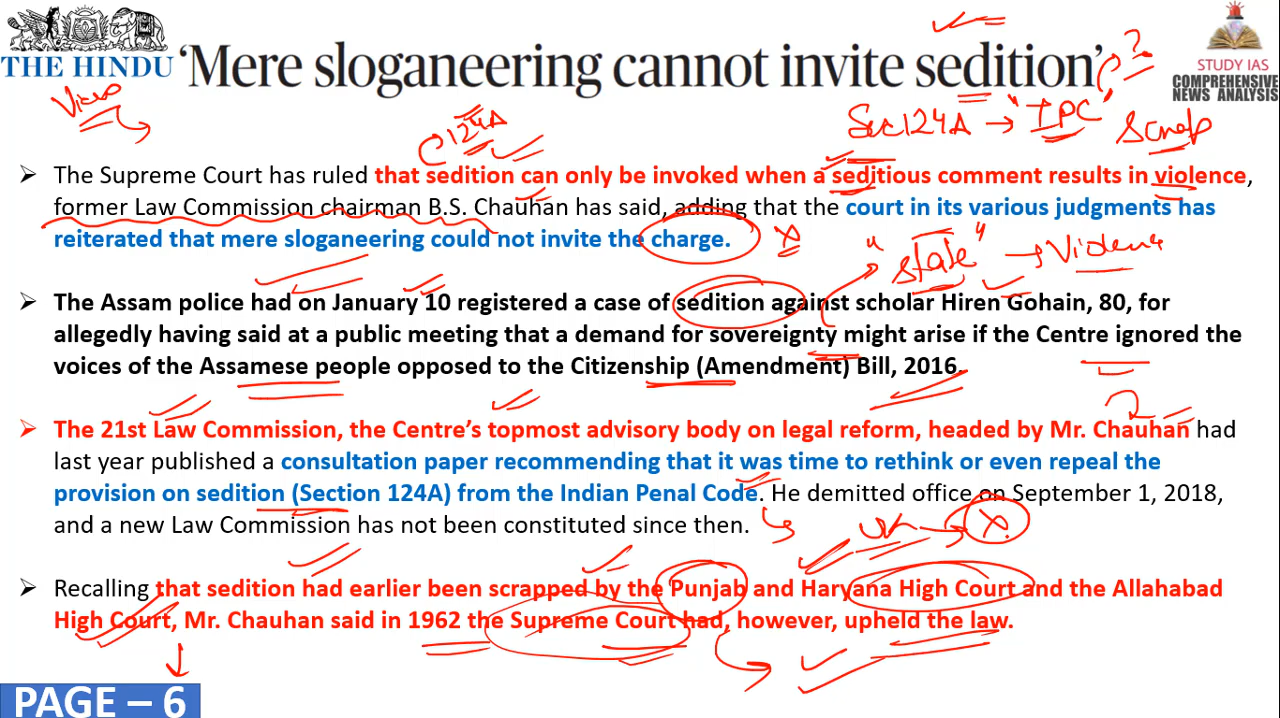 THE HINDU
'Mere sloganeering cannot invite sedition'
?
STUDY IAS
COMPREHENSIVE
NEWS ANALYSIS
Video
124A
Sec 124A → "IPC"
Scrap
➢ The Supreme Court has ruled that sedition can only be invoked when a seditious comment results in violence,
former Law Commission chairman B.S. Chauhan has said, adding that the court in its various judgments has
reiterated that mere sloganeering could not invite the charge.
"State" → Violence
➢ The Assam police had on January 10 registered a case of sedition against scholar Hiren Gohain, 80, for
allegedly having said at a public meeting that a demand for sovereignty might arise if the Centre ignored the
voices of the Assamese people opposed to the Citizenship (Amendment) Bill, 2016.
➢ The 21st Law Commission, the Centre's topmost advisory body on legal reform, headed by Mr. Chauhan had
last year published a consultation paper recommending that it was time to rethink or even repeal the
provision on sedition (Section 124A) from the Indian Penal Code. He demitted office on September 1, 2018,
and a new Law Commission has not been constituted since then.
UK → X
➢ Recalling that sedition had earlier been scrapped by the Punjab and Haryana High Court and the Allahabad
High Court, Mr. Chauhan said in 1962 the Supreme Court had, however, upheld the law.
PAGE – 6